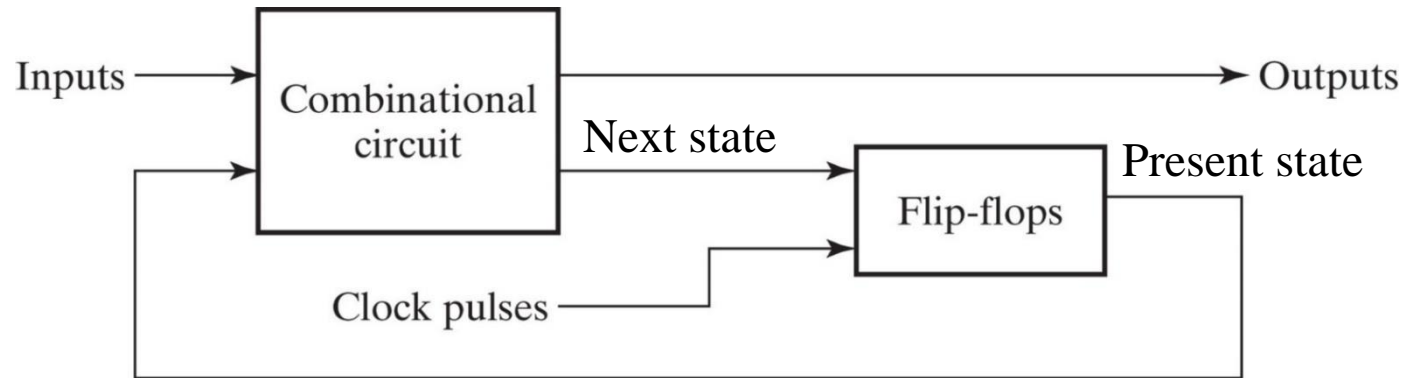 Inputs
Combinational
circuit
Outputs
Next state
Present state
Flip-flops
Clock pulses